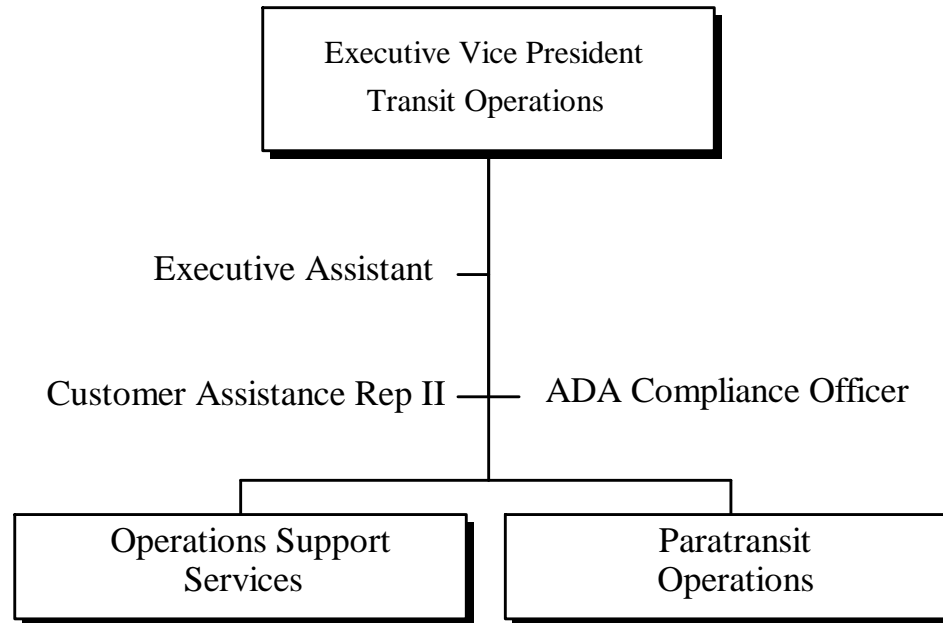 Executive Vice President
Transit Operations
Executive Assistant
Customer Assistance Rep II
ADA Compliance Officer
Operations Support
Services
Paratransit
Operations